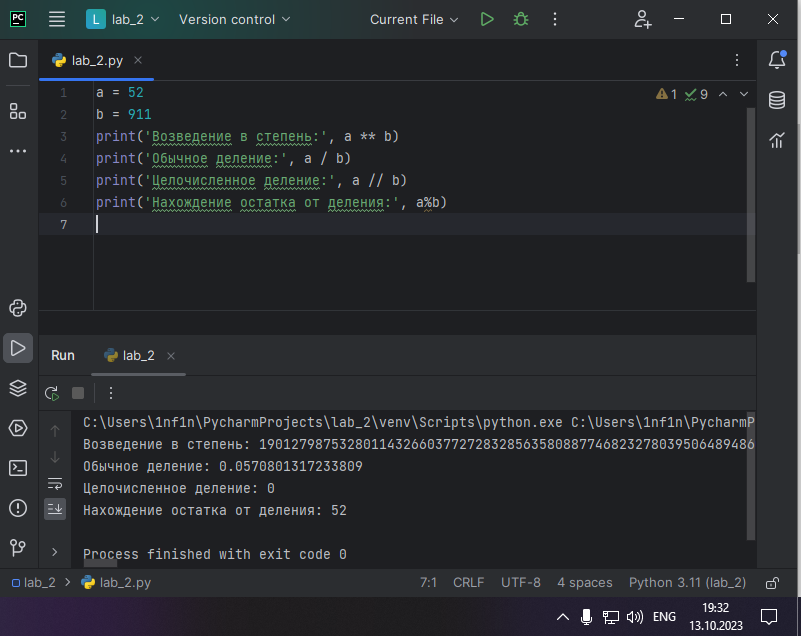 PC L lab_2 Version control Current File
lab_2.py
1 a = 52
2 b = 911
3 print('Возведение в степень:', a ** b)
4 print('Обычное деление:', a / b)
5 print('Целочисленное деление:', a // b)
6 print('Нахождение остатка от деления:', a%b)
7
1 9
Run lab_2
C:\Users\1nf1n\PycharmProjects\lab_2\venv\Scripts\python.exe C:\Users\1nf1n\PycharmP
Возведение в степень: 19012798753280114326603772728328563580887746823278039506489486
Обычное деление: 0.0570801317233809
Целочисленное деление: 0
Нахождение остатка от деления: 52
Process finished with exit code 0
lab_2 > lab_2.py 7:1 CRLF UTF-8 4 spaces Python 3.11 (lab_2)
ENG 19:32
13.10.2023